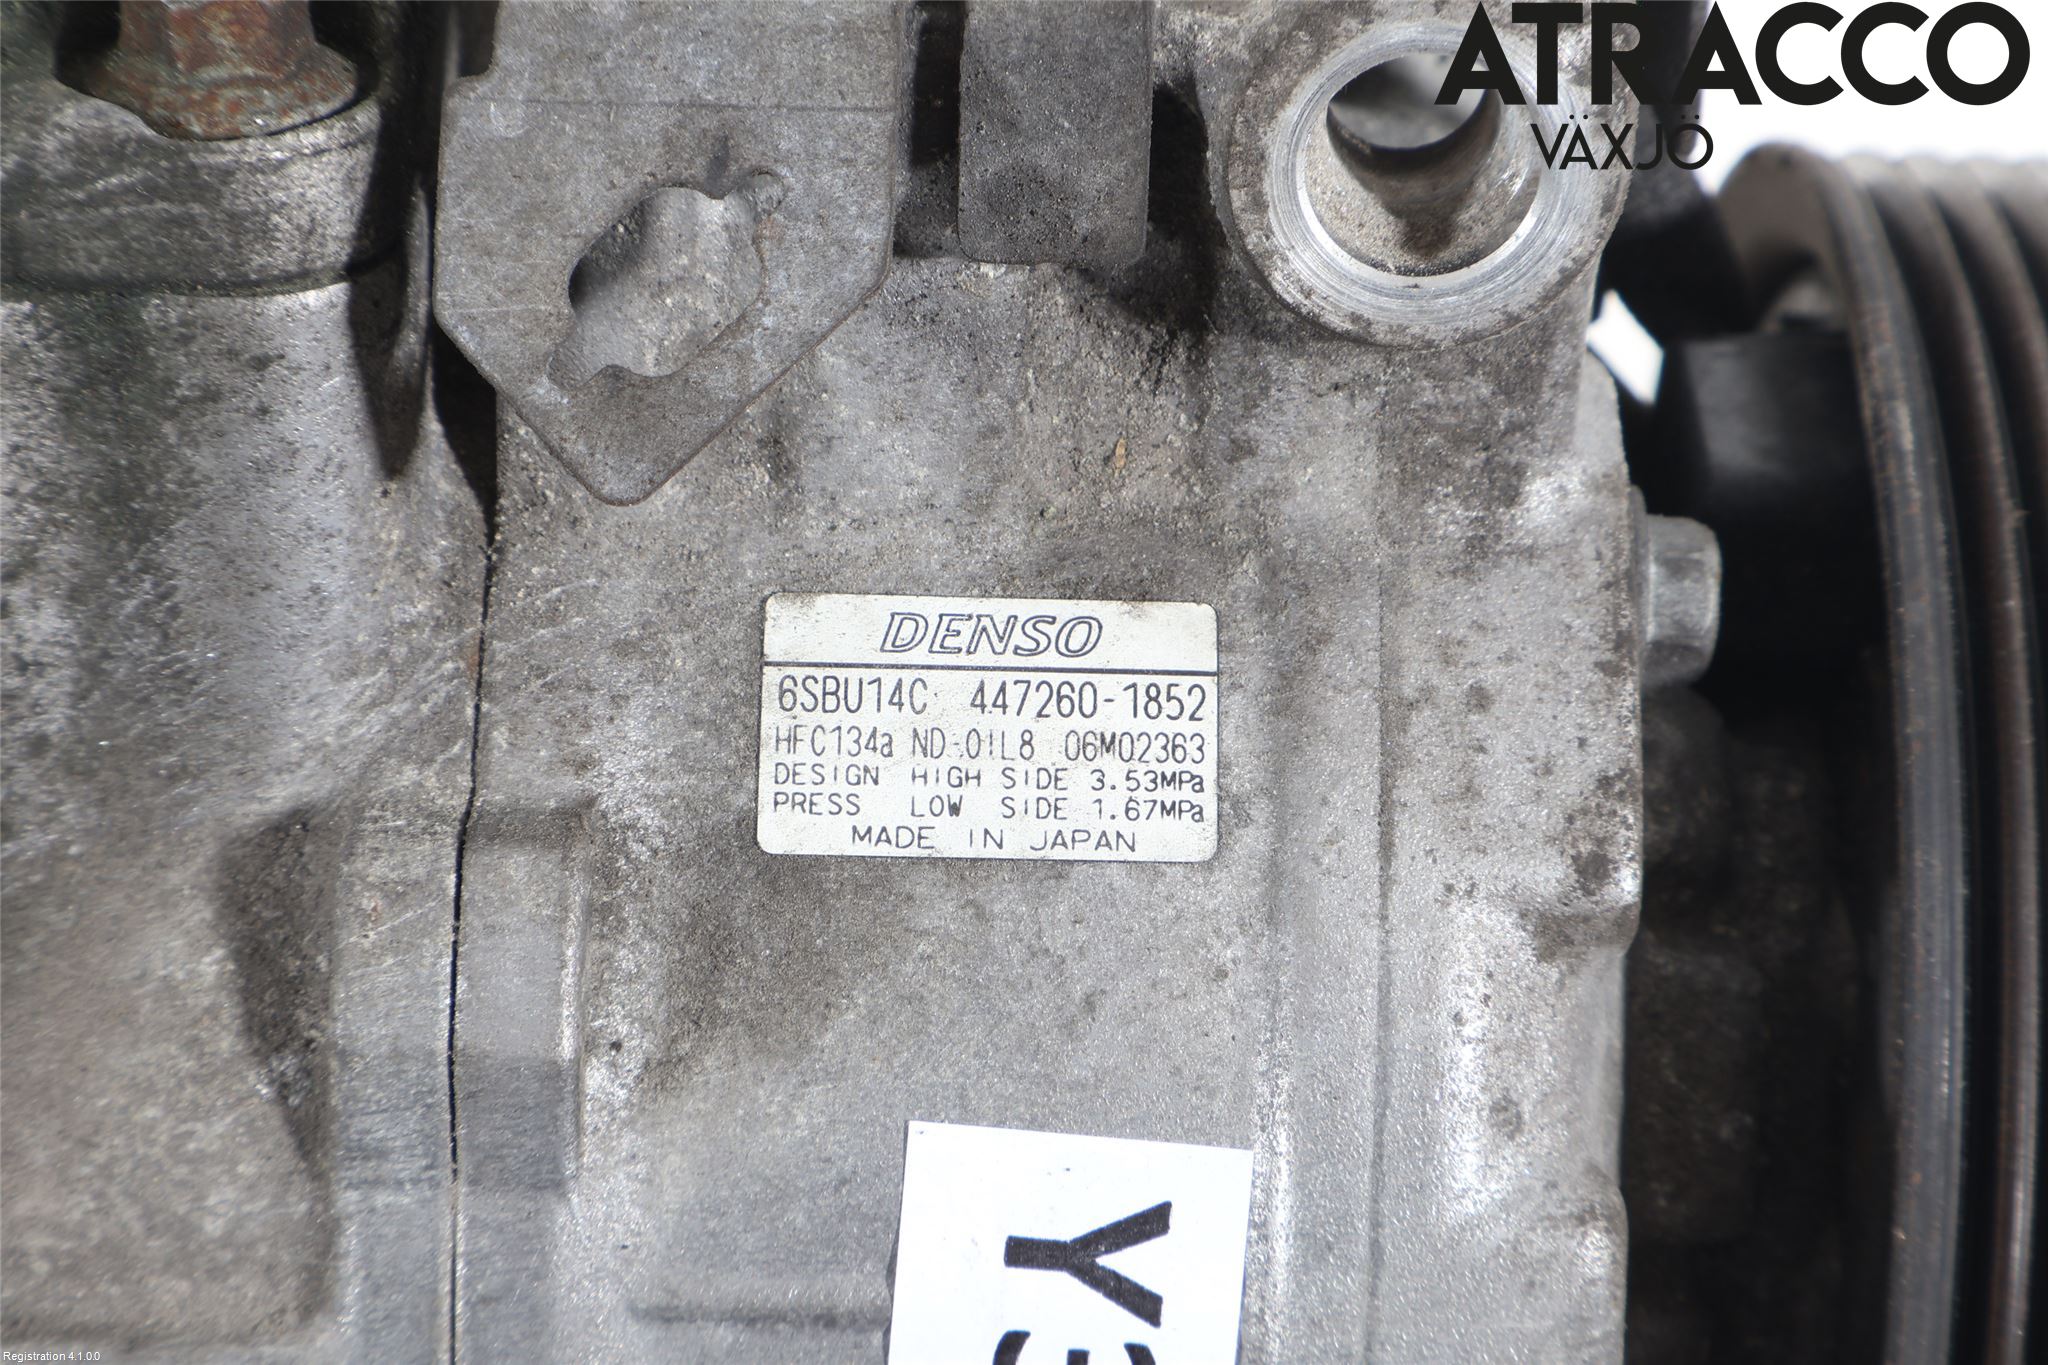 ATRACCO
VÄXJÖ
DENSO
6SBU14C 447260-1852
HFC134a ND-OIL8 06M02363
DESIGN HIGH SIDE 3.53MPa
PRESS LOW SIDE 1.67MPa
MADE IN JAPAN
Y3
Registration 4.1.0.0